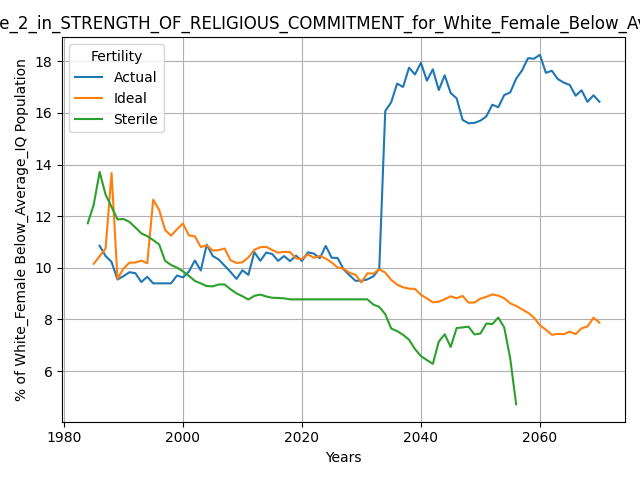 e_2_in_STRENGTH_OF_RELIGIOUS_COMMITMENT_for_White_Female_Below_Av
Fertility
Actual
Ideal
Sterile
% of White_Female Below_Average_IQ Population
18
16
14
12
10
8
6
1980
2000
2020
2040
2060
Years